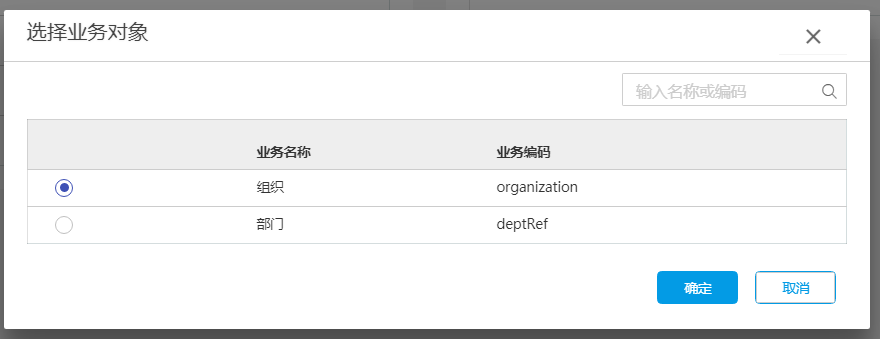 选择业务对象
输入名称或编码
业务名称 业务编码
组织 organization
部门 deptRef
确定 取消